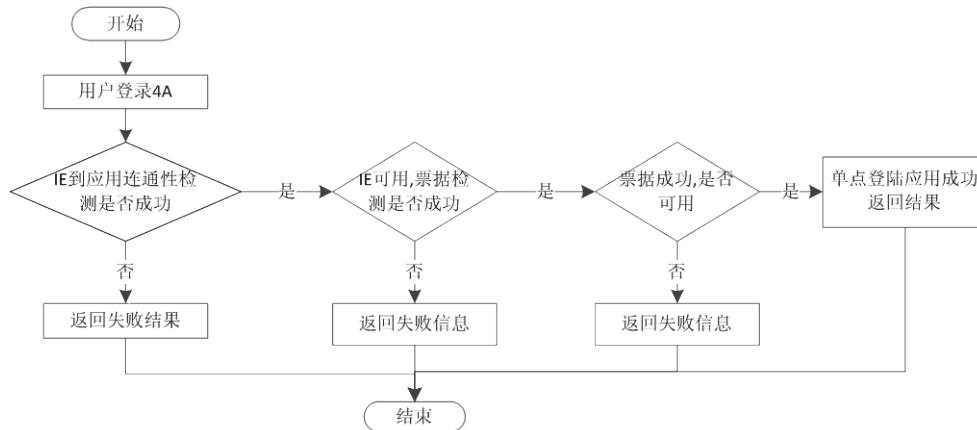 开始
用户登录4A
IE到应用连通性检
测是否成功
是
IE可用,票据检
测是否成功
是
票据成功,是否
可用
是
单点登陆应用成功
返回结果
否
否
否
返回失败结果
返回失败信息
返回失败信息
结束